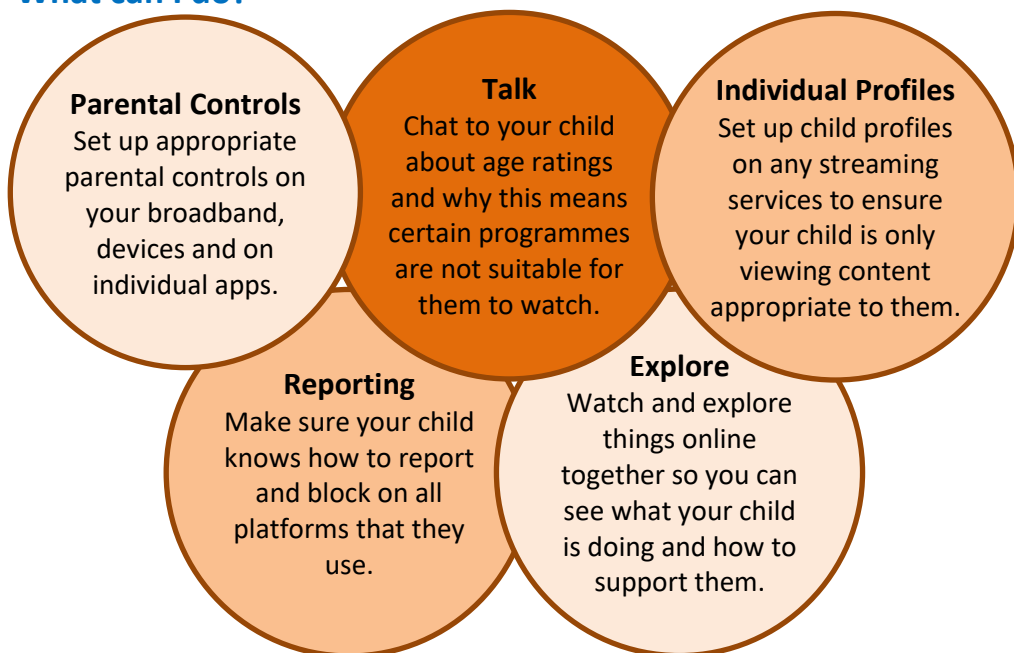 What can I do?
Parental Controls
Set up appropriate
parental controls on
your broadband,
devices and on
individual apps.
Talk
Chat to your child
about age ratings
and why this means
certain programmes
are not suitable for
them to watch.
Individual Profiles
Set up child profiles
on any streaming
services to ensure
your child is only
viewing content
appropriate to them.
Reporting
Make sure your child
knows how to report
and block on all
platforms that they
use.
Explore
Watch and explore
things online
together so you can
see what your child
is doing and how to
support them.